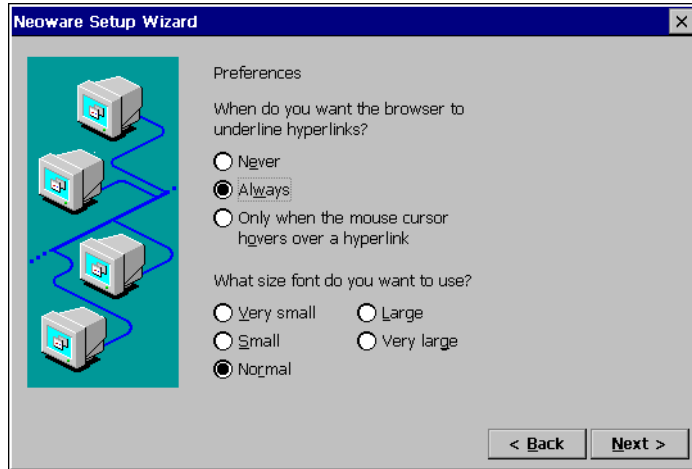 Neoware Setup Wizard
Preferences
When do you want the browser to
underline hyperlinks?
Never
Always
Only when the mouse cursor
hovers over a hyperlink
What size font do you want to use?
Very small
Large
Small
Very large
Normal
< Back
Next >